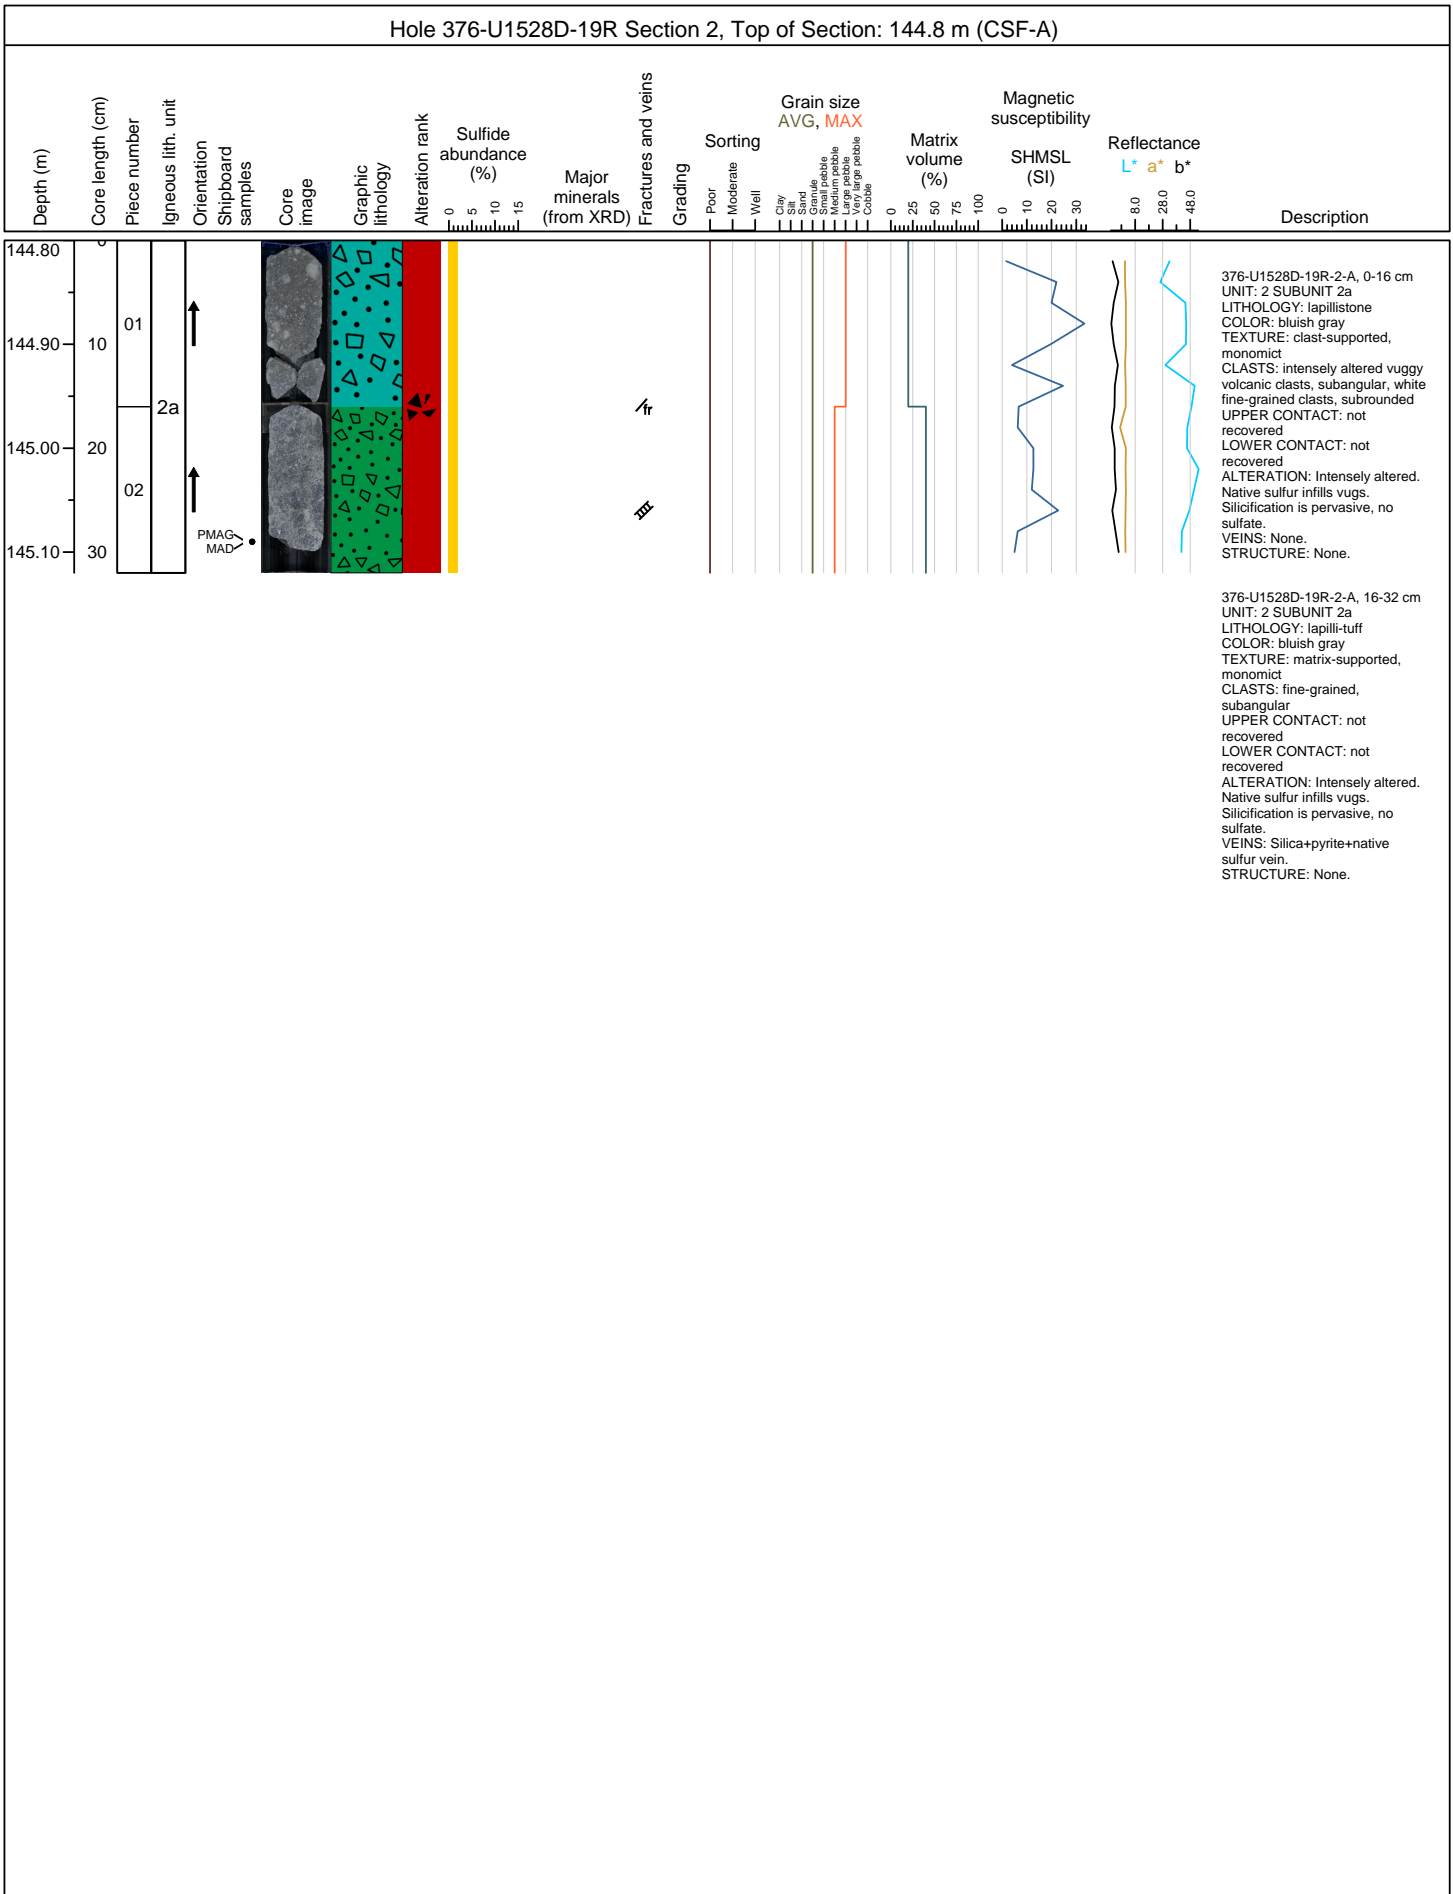 Hole 376-U1528D-19R Section 2, Top of Section: 144.8 m (CSF-A)
Depth (m)
Core length (cm)
Piece number
Igneous lith. unit
Orientation
Shipboard
samples
Core
image
Graphic
lithology
Alteration rank
Sulfide
abundance
(%)
0 5 10 15
Major
minerals
(from XRD)
Fractures and veins
Grading
Sorting
Poor
Moderate
Well
Grain size
AVG, MAX
Clay
Silt
Sand
Granule
Small pebble
Medium pebble
Large pebble
Very large pebble
Cobble
Matrix
volume
(%)
0 25 50 75 100
Magnetic
susceptibility
SHMSL
(SI)
0 10 20 30
Reflectance
L* a* b*
8.0 28.0 48.0
Description
144.80
144.90
145.00
145.10
0
10
20
30
01
02
2a
PMAG
MAD
fr
376-U1528D-19R-2-A, 0-16 cm
UNIT: 2 SUBUNIT 2a
LITHOLOGY: lapillistone
COLOR: bluish gray
TEXTURE: clast-supported,
monomict
CLASTS: intensely altered vuggy
volcanic clasts, subangular, white
fine-grained clasts, subrounded
UPPER CONTACT: not
recovered
LOWER CONTACT: not
recovered
ALTERATION: Intensely altered.
Native sulfur infills vugs.
Silicification is pervasive, no
sulfate.
VEINS: None.
STRUCTURE: None.
376-U1528D-19R-2-A, 16-32 cm
UNIT: 2 SUBUNIT 2a
LITHOLOGY: lapilli-tuff
COLOR: bluish gray
TEXTURE: matrix-supported,
monomict
CLASTS: fine-grained,
subangular
UPPER CONTACT: not
recovered
LOWER CONTACT: not
recovered
ALTERATION: Intensely altered.
Native sulfur infills vugs.
Silicification is pervasive, no
sulfate.
VEINS: Silica+pyrite+native
sulfur vein.
STRUCTURE: None.